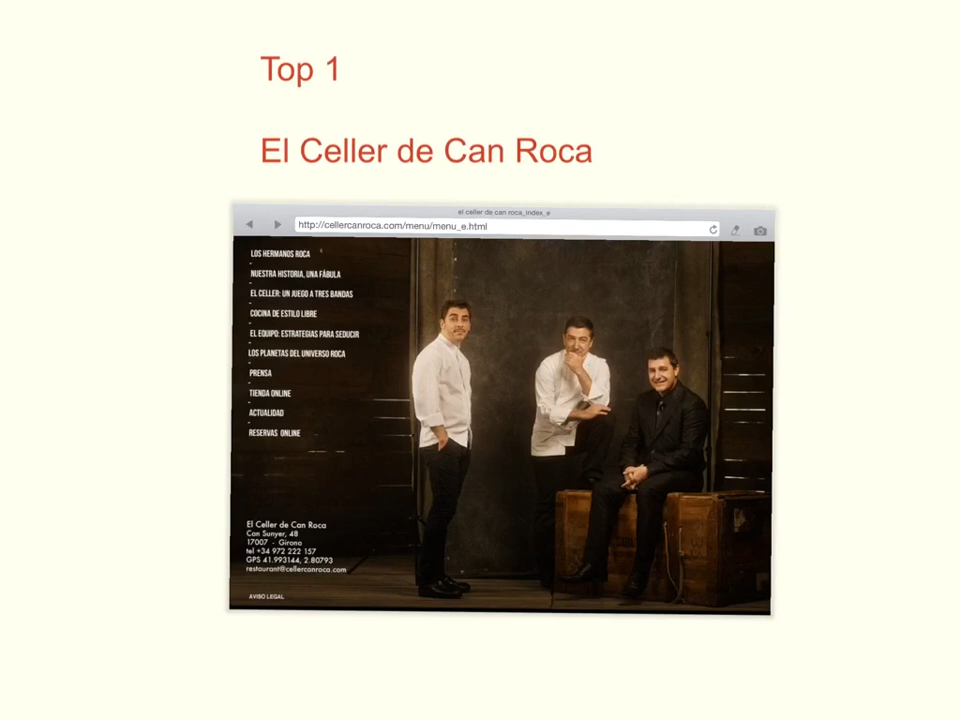 Top 1
El Celler de Can Roca
el celler de can roca_index_e
http://cellercanroca.com/menu/menu_e.html
LOS HERMANOS ROCA
-
NUESTRA HISTORIA, UNA FÁBULA
-
EL CELLER: UN JUEGO A TRES BANDAS
-
COCINA DE ESTILO LIBRE
-
EL EQUIPO: ESTRATEGIAS PARA SEDUCIR
-
LOS PLANETAS DEL UNIVERSO ROCA
-
PRENSA
-
TIENDA ONLINE
-
ACTUALIDAD
-
RESERVAS ONLINE
El Celler de Can Roca
Can Sunyer, 48
17007 - Girona
tel +34 972 222 157
GPS 41.993144, 2.80793
restaurant@cellercanroca.com
AVISO LEGAL